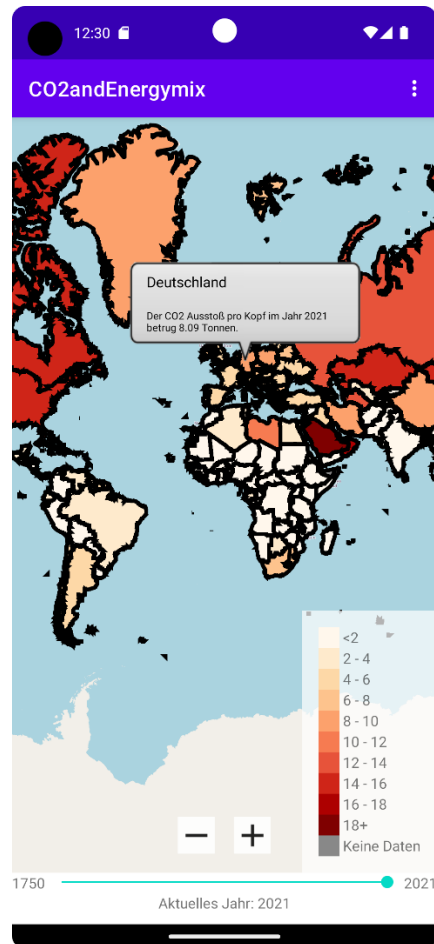 12:30
CO2andEnergymix
Deutschland
Der CO2 Ausstoß pro Kopf im Jahr 2021
betrug 8.09 Tonnen.
<2
2 - 4
4 - 6
6 - 8
8 - 10
10 - 12
12 - 14
14 - 16
16 - 18
18+
Keine Daten
1750 2021
Aktuelles Jahr: 2021